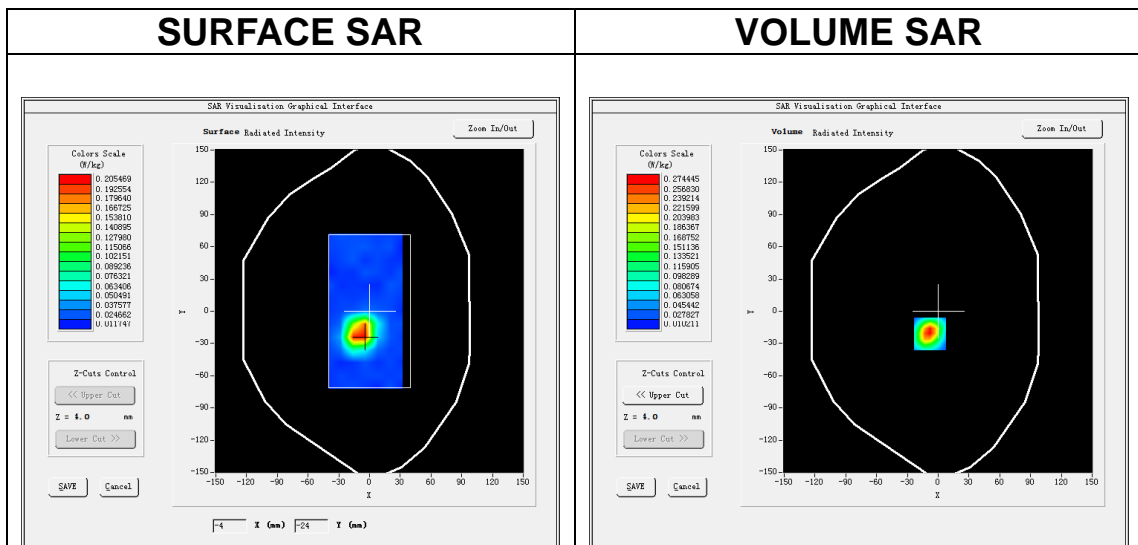 SURFACE SAR
VOLUME SAR
SAR Visualisation Graphical Interface
Surface Radiated Intensity
Zoom In/Out
Colors Scale
(W/kg)
0.205469
0.192554
0.179640
0.166725
0.153810
0.140895
0.127980
0.115066
0.102151
0.089236
0.076321
0.063406
0.050491
0.037577
0.024662
0.011747
Z-Cuts Control
<< Upper Cut
Z = 4.0 mm
Lower Cut >>
SAVE Cancel
150
120
90
60
30
0
-30
-60
-90
-120
-150
Y
-150 -120 -90 -60 -30 0 30 60 90 120 150
X
-4 X (mm) -24 Y (mm)
SAR Visualisation Graphical Interface
Volume Radiated Intensity
Zoom In/Out
Colors Scale
(W/kg)
0.274445
0.256830
0.239214
0.221599
0.203983
0.186367
0.168752
0.151136
0.133521
0.115905
0.098289
0.080674
0.063058
0.045442
0.027827
0.010211
Z-Cuts Control
<< Upper Cut
Z = 4.0 mm
Lower Cut >>
SAVE Cancel
150
120
90
60
30
0
-30
-60
-90
-120
-150
Y
-150 -120 -90 -60 -30 0 30 60 90 120 150
X